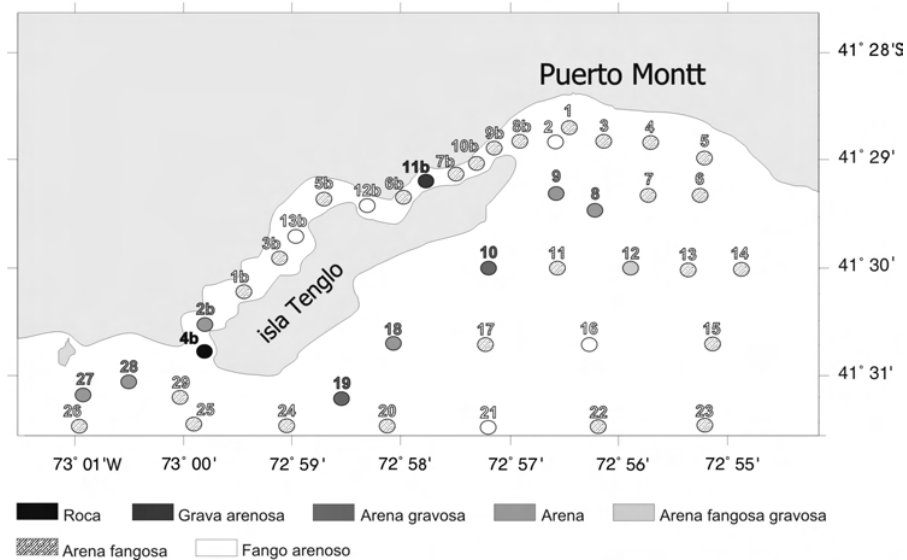 41° 28'S
Puerto Montt
1
9b 8b 2 3 4
10b 5
7b
11b 41° 29'
5b 12b 6b 9 8 7 6
13b
3b
10 11 12 13 14
41° 30'
1b
isla Tenglo
2b
4b 18 17 16 15
28 41° 31'
27 29 19
26 25 24 20 21 22 23
73° 01'W 73° 00' 72° 59' 72° 58' 72° 57' 72° 56' 72° 55'
Roca Grava arenosa Arena gravosa Arena Arena fangosa gravosa
Arena fangosa Fango arenoso